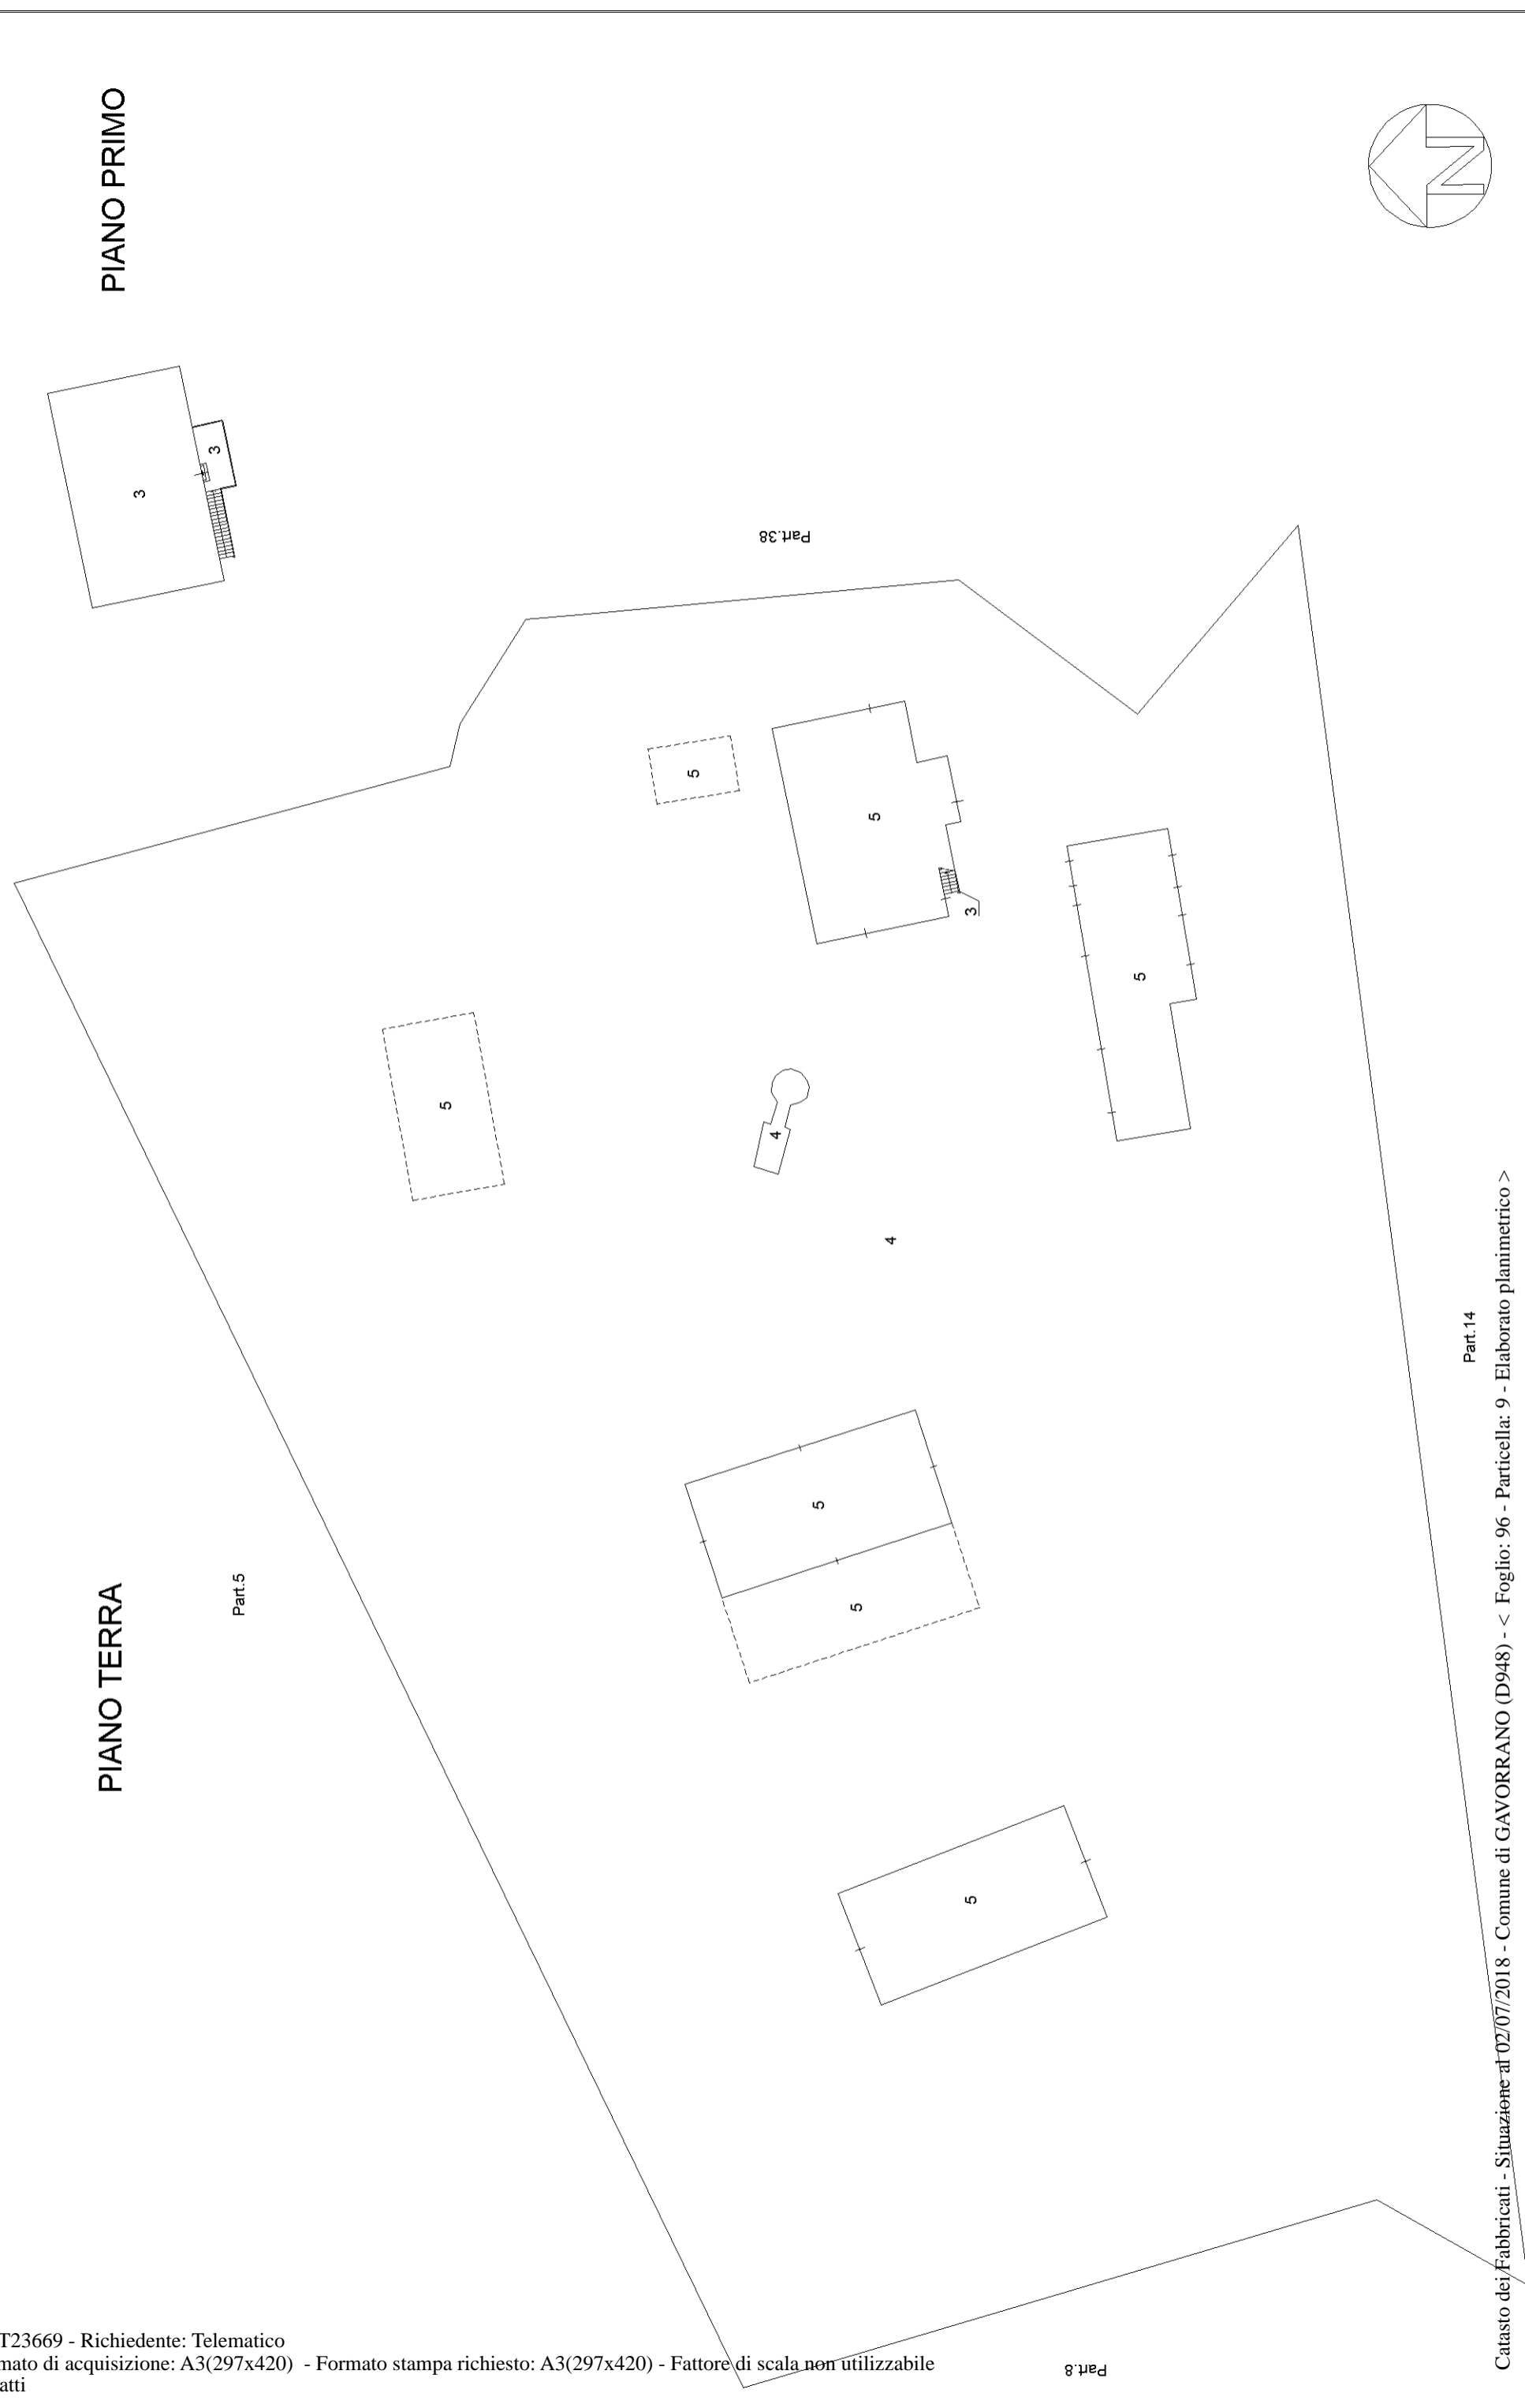 PIANO PRIMO
N
3
3
Part.38
5
5
3
5
5
4
4
Part.14
5
5
PIANO TERRA
Part.5
5
Part.8
Catasto dei Fabbricati - Situazione al 02/07/2018 - Comune di GAVORRANO (D948) - < Foglio: 96 - Particella: 9 - Elaborato planimetrico >
T23669 - Richiedente: Telematico
mato di acquisizione: A3(297x420) - Formato stampa richiesto: A3(297x420) - Fattore di scala non utilizzabile
atti